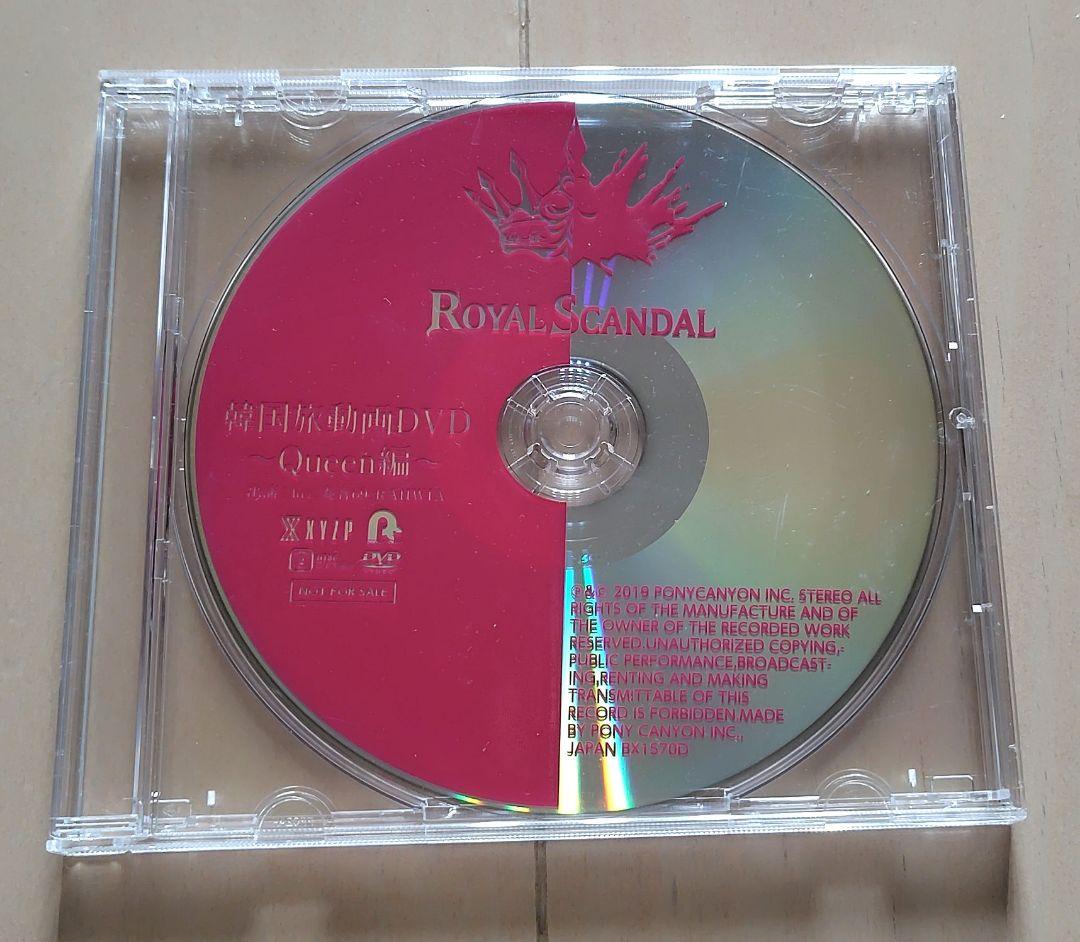 ROYAL SCANDAL
韓国旅動画DVD
~Queen編~
XYZP
2
DVD
NOT FOR SALE
Ⓟ&© 2019 PONYCANYON INC. STEREO ALL
RIGHTS OF THE MANUFACTURE AND OF
THE OWNER OF THE RECORDED WORK
RESERVED.UNAUTHORIZED COPYING,
PUBLIC PERFORMANCE,BROADCAST-
ING,RENTING AND MAKING
TRANSMITTABLE OF THIS
RECORD IS FORBIDDEN.MADE
BY PONY CANYON INC.,
JAPAN BX1570D